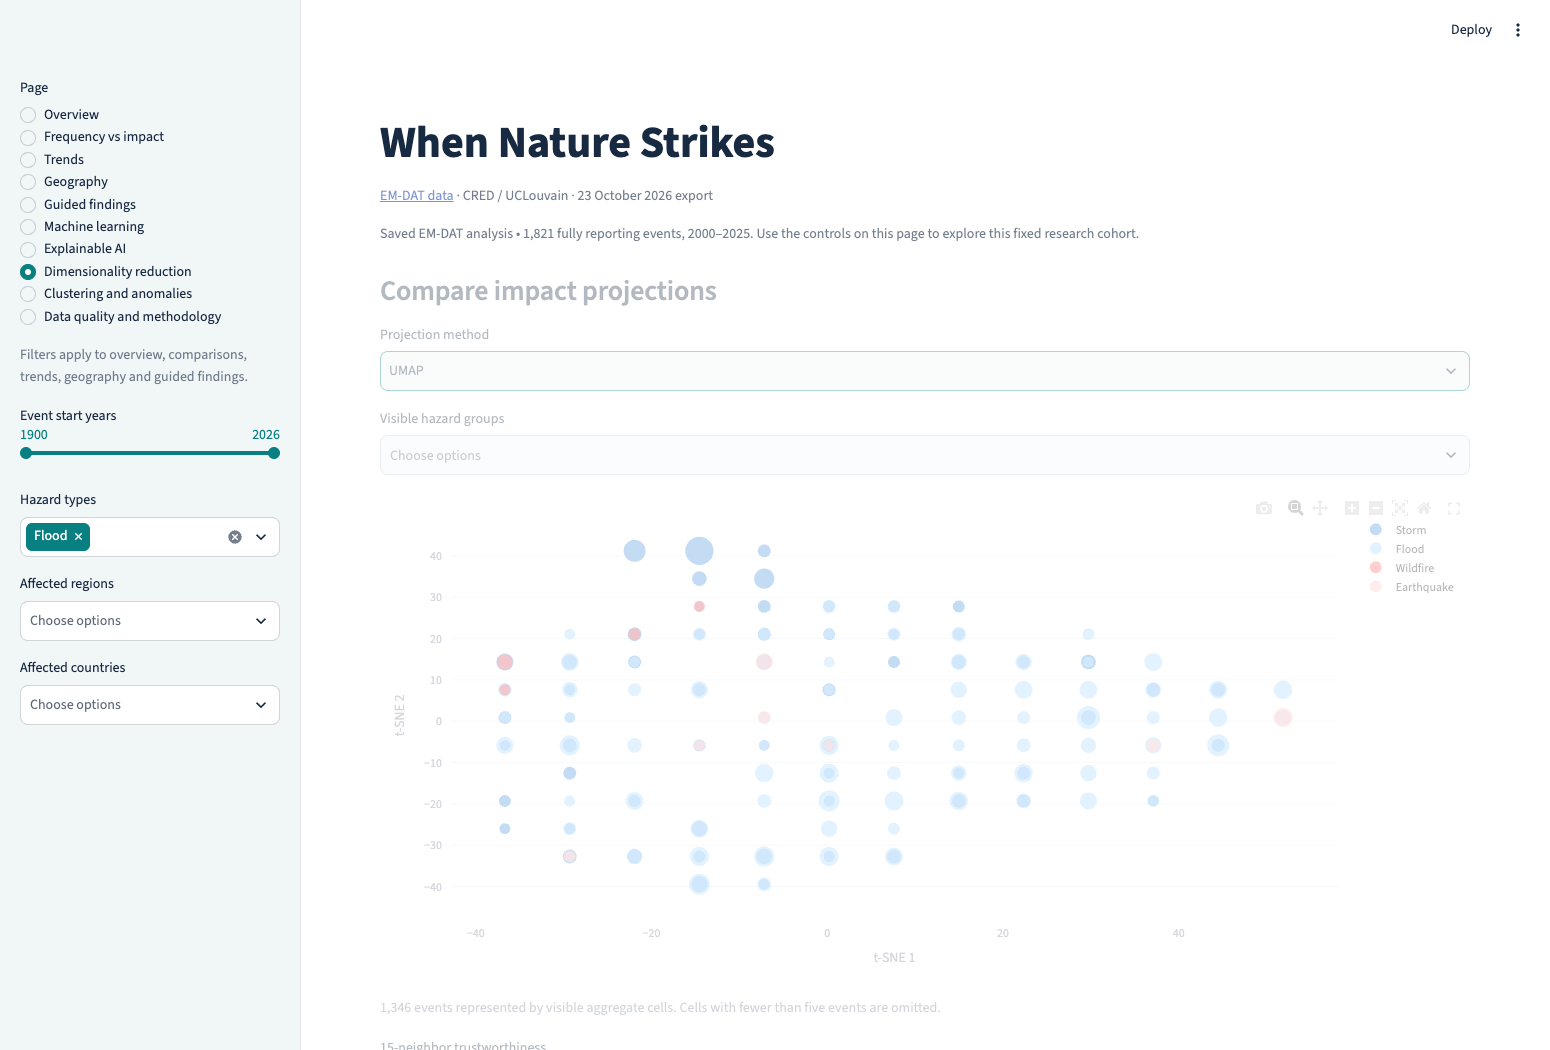 Deploy
Page
Overview
Frequency vs impact
Trends
Geography
Guided findings
Machine learning
Explainable AI
Dimensionality reduction
Clustering and anomalies
Data quality and methodology
Filters apply to overview, comparisons,
trends, geography and guided findings.
Event start years
1900 2026
Hazard types
Flood
Affected regions
Choose options
Affected countries
Choose options
When Nature Strikes
EM-DAT data · CRED / UCLouvain · 23 October 2026 export
Saved EM-DAT analysis • 1,821 fully reporting events, 2000–2025. Use the controls on this page to explore this fixed research cohort.
Compare impact projections
Projection method
UMAP
Visible hazard groups
Choose options
Storm
Flood
Wildfire
Earthquake
40
30
20
10
0
−10
−20
−30
−40
t-SNE 2
−40 −20 0 20 40
t-SNE 1
1,346 events represented by visible aggregate cells. Cells with fewer than five events are omitted.
15-neighbor trustworthiness